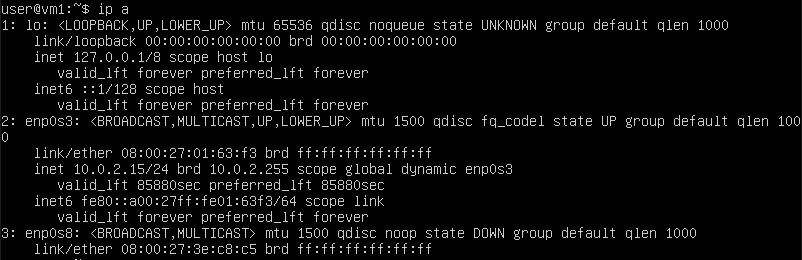 user@vm1:~$ ip a
1: lo: <LOOPBACK,UP,LOWER_UP> mtu 65536 qdisc noqueue state UNKNOWN group default qlen 1000
    link/loopback 00:00:00:00:00:00 brd 00:00:00:00:00:00
    inet 127.0.0.1/8 scope host lo
       valid_lft forever preferred_lft forever
    inet6 ::1/128 scope host
       valid_lft forever preferred_lft forever
2: enp0s3: <BROADCAST,MULTICAST,UP,LOWER_UP> mtu 1500 qdisc fq_codel state UP group default qlen 100
0
    link/ether 08:00:27:01:63:f3 brd ff:ff:ff:ff:ff:ff
    inet 10.0.2.15/24 brd 10.0.2.255 scope global dynamic enp0s3
       valid_lft 85880sec preferred_lft 85880sec
    inet6 fe80::a00:27ff:fe01:63f3/64 scope link
       valid_lft forever preferred_lft forever
3: enp0s8: <BROADCAST,MULTICAST> mtu 1500 qdisc noop state DOWN group default qlen 1000
    link/ether 08:00:27:3e:c8:c5 brd ff:ff:ff:ff:ff:ff